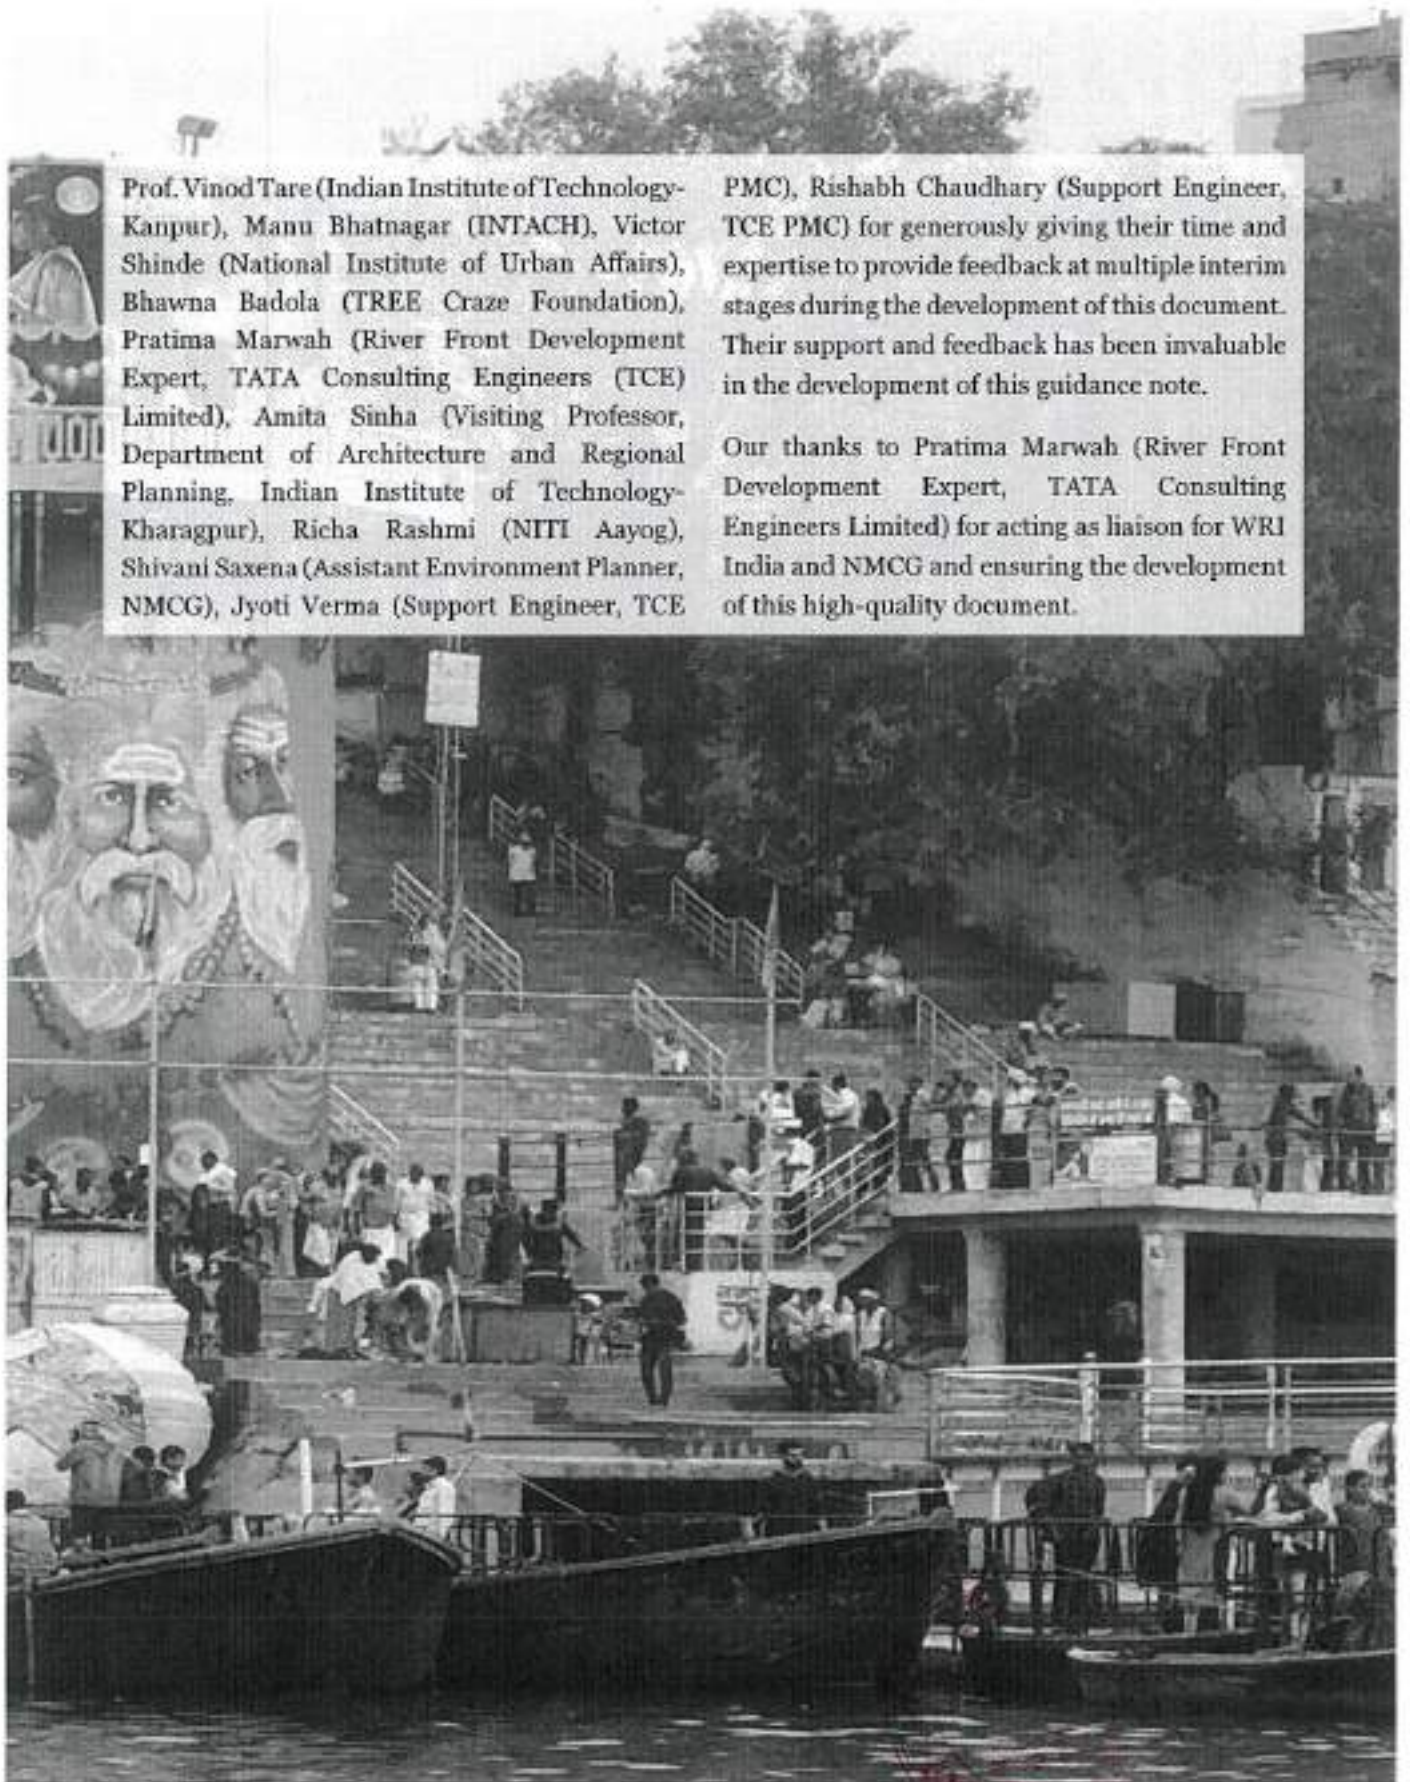 Prof. Vinod Tare (Indian Institute of Technology-
Kanpur), Manu Bhatnagar (INTACH), Victor
Shinde (National Institute of Urban Affairs),
Bhawna Badola (TREE Craze Foundation),
Pratima Marwah (River Front Development
Expert, TATA Consulting Engineers (TCE)
Limited), Amita Sinha (Visiting Professor,
Department of Architecture and Regional
Planning, Indian Institute of Technology-
Kharagpur), Richa Rashmi (NITI Aayog),
Shivani Saxena (Assistant Environment Planner,
NMCG), Jyoti Verma (Support Engineer, TCE
PMC), Rishabh Chaudhary (Support Engineer,
TCE PMC) for generously giving their time and
expertise to provide feedback at multiple interim
stages during the development of this document.
Their support and feedback has been invaluable
in the development of this guidance note.
Our thanks to Pratima Marwah (River Front
Development Expert, TATA Consulting
Engineers Limited) for acting as liaison for WRI
India and NMCG and ensuring the development
of this high-quality document.